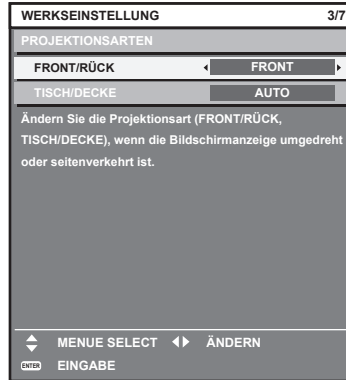 WERKSEINSTELLUNG 3/7
PROJEKTIONSARTEN
FRONT/RÜCK FRONT
TISCH/DECKE AUTO
Ändern Sie die Projektionsart (FRONT/RÜCK,
TISCH/DECKE), wenn die Bildschirmanzeige umgedreht
oder seitenverkehrt ist.
MENUE SELECT ÄNDERN
ENTER EINGABE